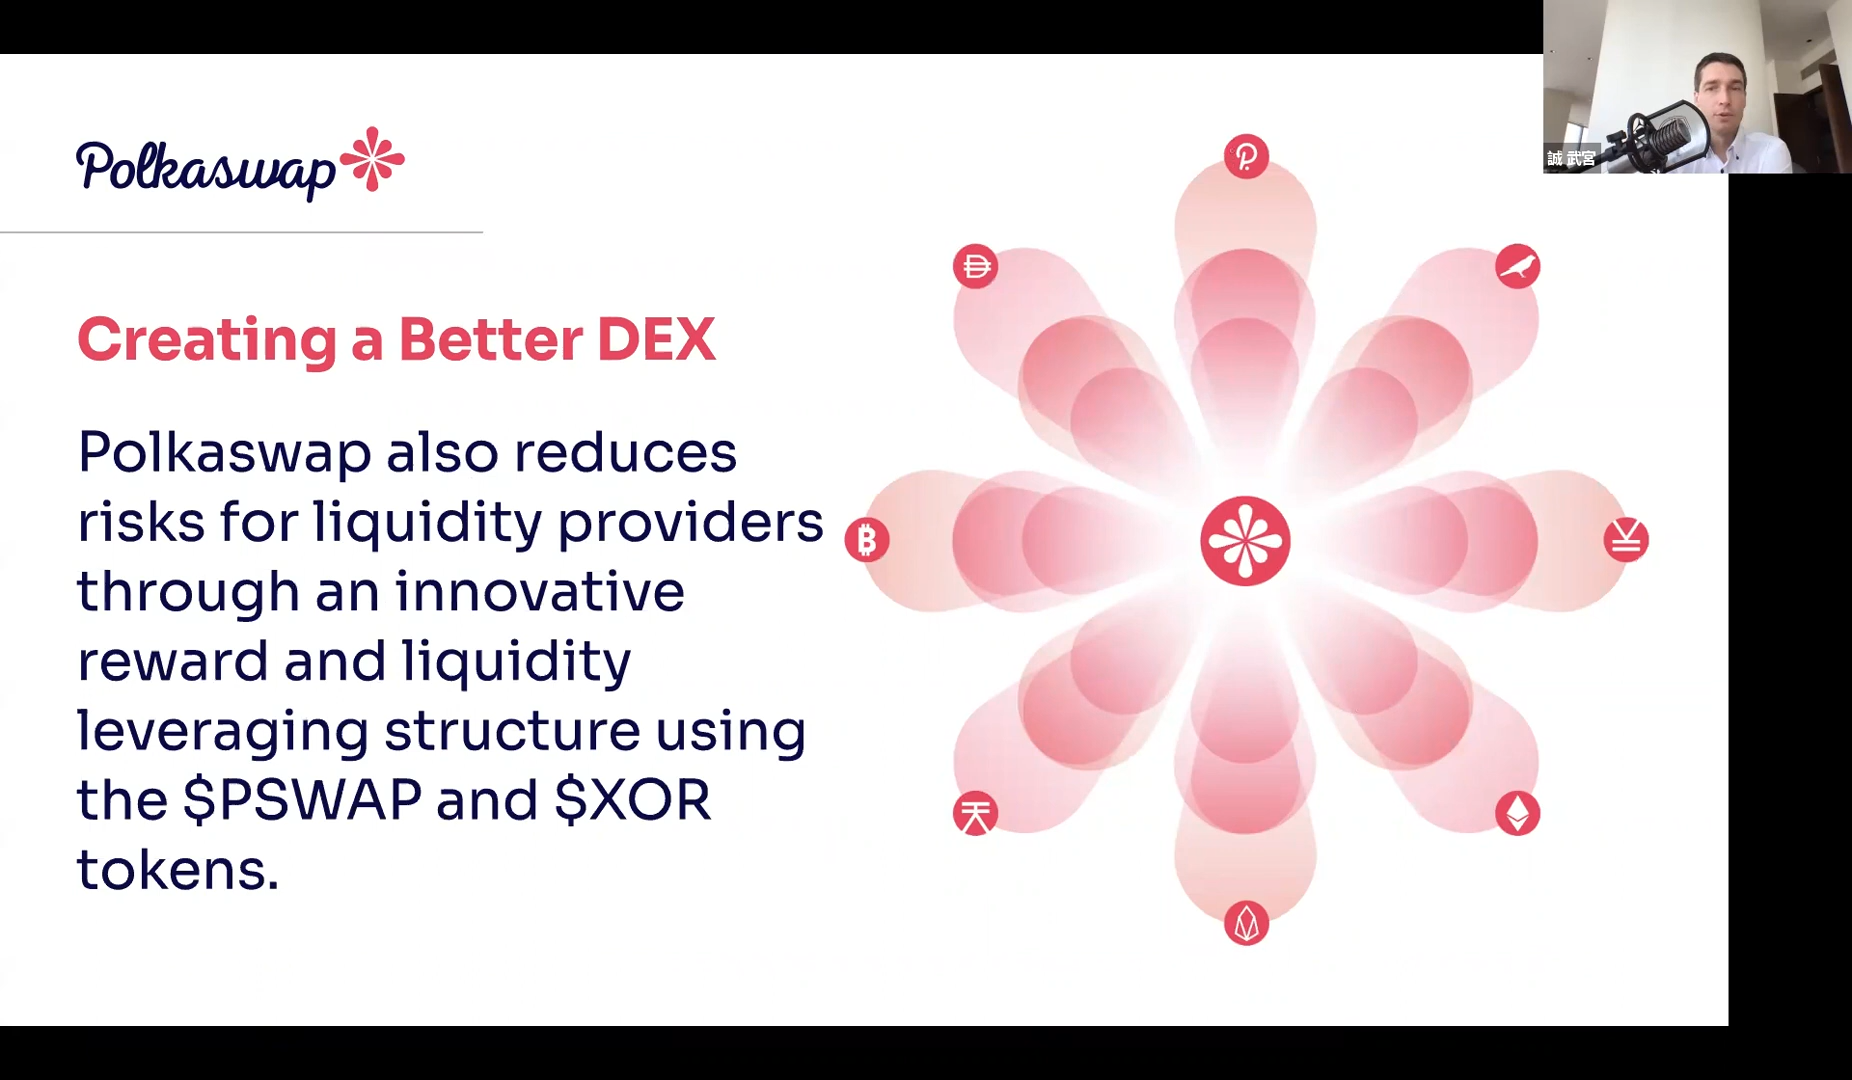 誠 武宮
Polkaswap
Creating a Better DEX
Polkaswap also reduces
risks for liquidity providers
through an innovative
reward and liquidity
leveraging structure using
the $PSWAP and $XOR
tokens.